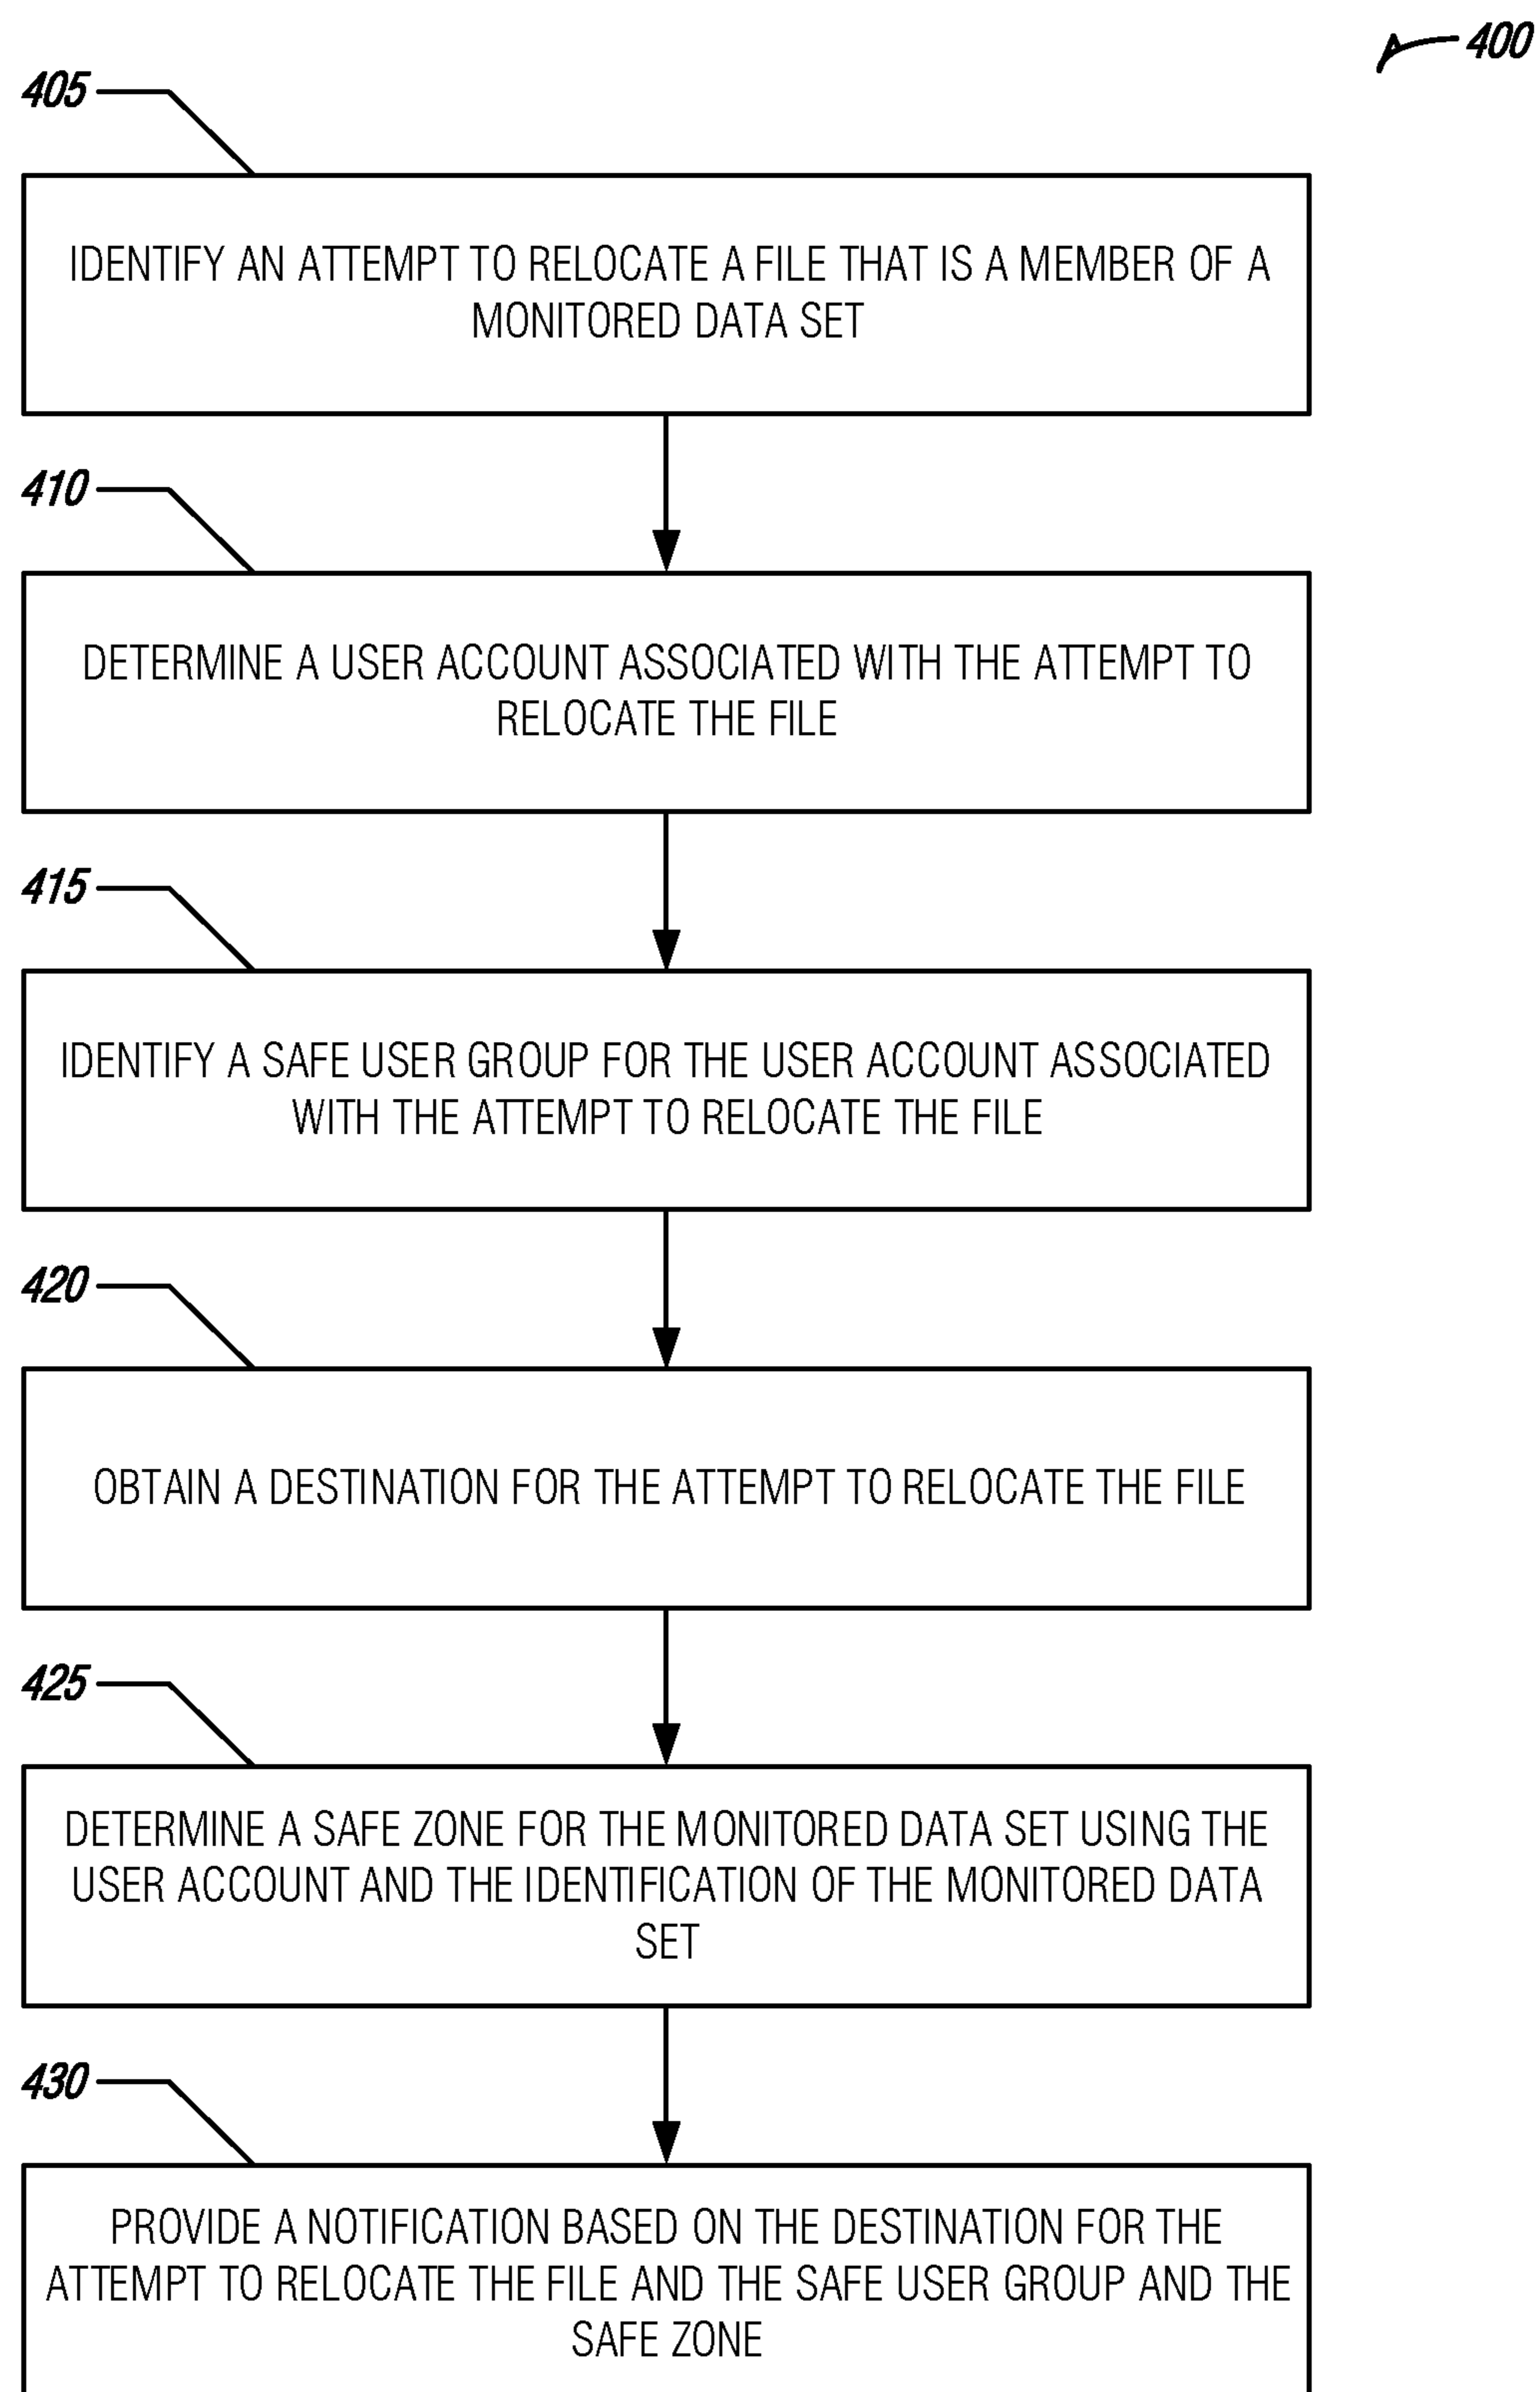 400
405
IDENTIFY AN ATTEMPT TO RELOCATE A FILE THAT IS A MEMBER OF A
MONITORED DATA SET
410
DETERMINE A USER ACCOUNT ASSOCIATED WITH THE ATTEMPT TO
RELOCATE THE FILE
415
IDENTIFY A SAFE USER GROUP FOR THE USER ACCOUNT ASSOCIATED
WITH THE ATTEMPT TO RELOCATE THE FILE
420
OBTAIN A DESTINATION FOR THE ATTEMPT TO RELOCATE THE FILE
425
DETERMINE A SAFE ZONE FOR THE MONITORED DATA SET USING THE
USER ACCOUNT AND THE IDENTIFICATION OF THE MONITORED DATA
SET
430
PROVIDE A NOTIFICATION BASED ON THE DESTINATION FOR THE
ATTEMPT TO RELOCATE THE FILE AND THE SAFE USER GROUP AND THE
SAFE ZONE